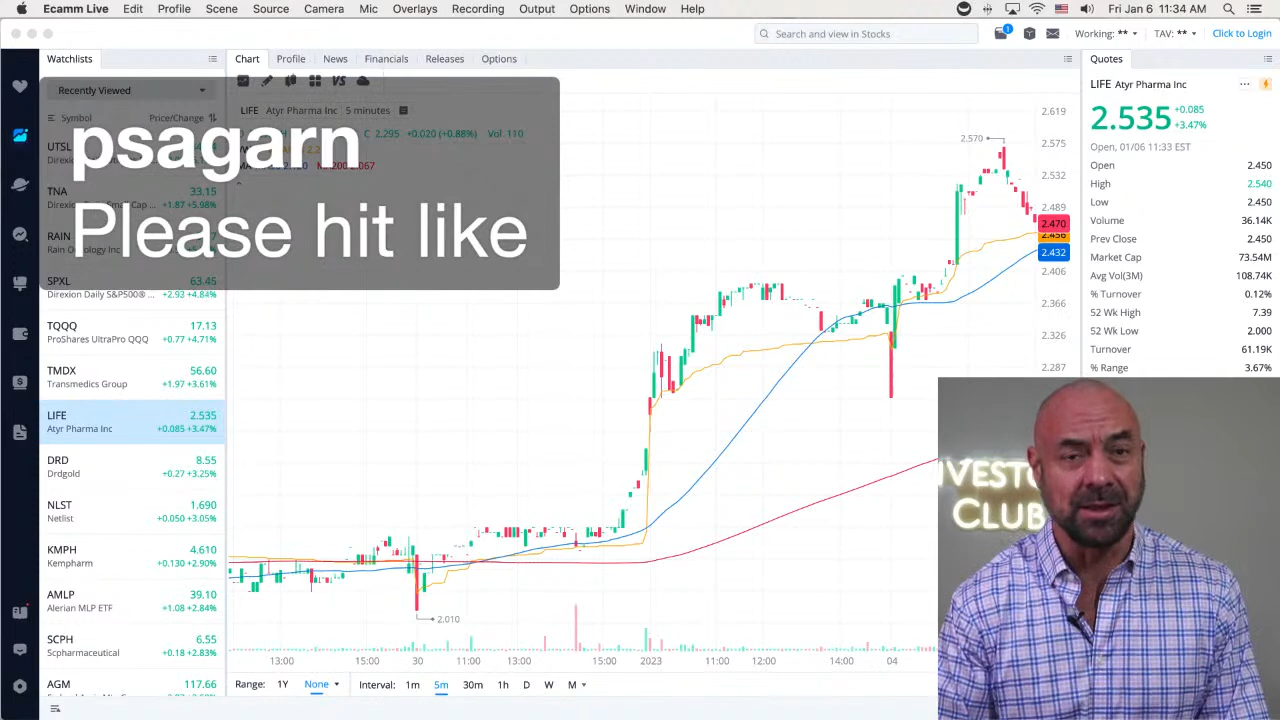 Ecamm Live Edit Profile Scene Source Camera Mic Overlays Recording Output Options Window Help Fri Jan 6 11:34 AM
Search and view in Stocks 1 Working: ** TAV: ** Click to Login
Watchlists Chart Profile News Financials Releases Options Quotes
Recently Viewed
Symbol Price/Change
VS
LIFE Atyr Pharma Inc 5 minutes
C 2.295 +0.020 (+0.88%) Vol 110
psagarn
Please hit like
UTSL
Direxion Daily
TNA 33.15
+1.87 +5.98%
RAIN
SPXL 63.45
Direxion Daily S&P500® ... +2.93 +4.84%
TQQQ 17.13
ProShares UltraPro QQQ +0.77 +4.71%
TMDX 56.60
Transmedics Group +1.97 +3.61%
LIFE 2.535
Atyr Pharma Inc +0.085 +3.47%
DRD 8.55
Drdgold +0.27 +3.25%
NLST 1.690
Netlist +0.050 +3.05%
KMPH 4.610
Kempharm +0.130 +2.90%
AMLP 39.10
Alerian MLP ETF +1.08 +2.84%
SCPH 6.55
Scpharmaceutical +0.18 +2.83%
AGM 117.66
2.570
2.010
2.619
2.575
2.532
2.489
2.470
2.456
2.432
2.406
2.366
2.326
2.287
13:00 15:00 30 11:00 13:00 15:00 2023 11:00 12:00 14:00 04
Range: 1Y None Interval: 1m 5m 30m 1h D W M
LIFE Atyr Pharma Inc
2.535 +0.085
+3.47%
Open, 01/06 11:33 EST
Open 2.450
High 2.540
Low 2.450
Volume 36.14K
Prev Close 2.450
Market Cap 73.54M
Avg Vol(3M) 108.74K
% Turnover 0.12%
52 Wk High 7.39
52 Wk Low 2.000
Turnover 61.19K
% Range 3.67%
CLUB